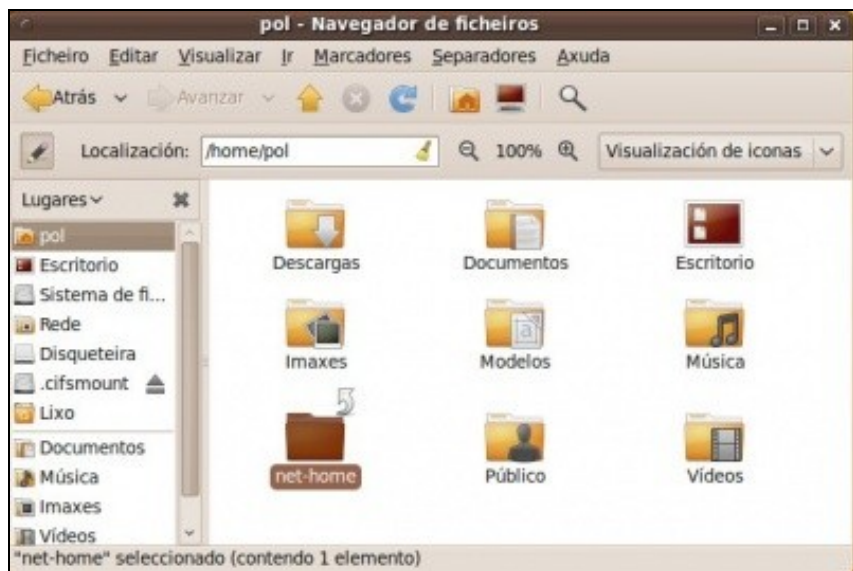 pol - Navegador de ficheiros
Ficheiro Editar Visualizar Ir Marcadores Separadores Axuda
Atrás Avanzar
Localización: /home/pol 100% Visualización de iconas
Lugares
pol
Escritorio
Sistema de fi...
Rede
Disqueteira
.cifsmount
Lixo
Documentos
Música
Imaxes
Vídeos
Descargas Documentos Escritorio
Imaxes Modelos Música
net-home Público Vídeos
"net-home" seleccionado (contendo 1 elemento)